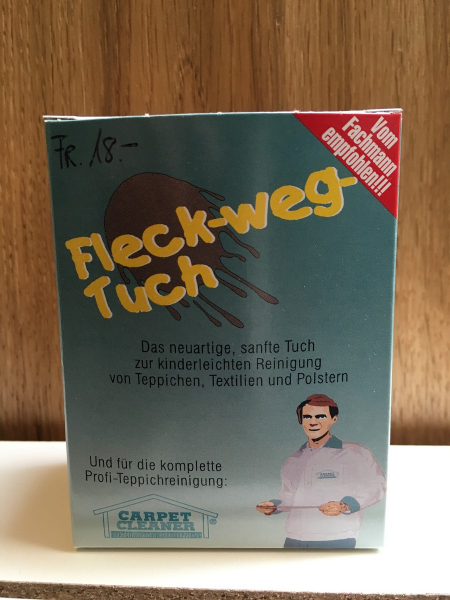 FR. 18.-
Vom
Fachmann
empfohlen!!!
Fleck-weg-
Tuch
Das neuartige, sanfte Tuch
zur kinderleichten Reinigung
von Teppichen, Textilien und Polstern
Und für die komplette
Profi-Teppichreinigung:
CARPET
CLEANER®